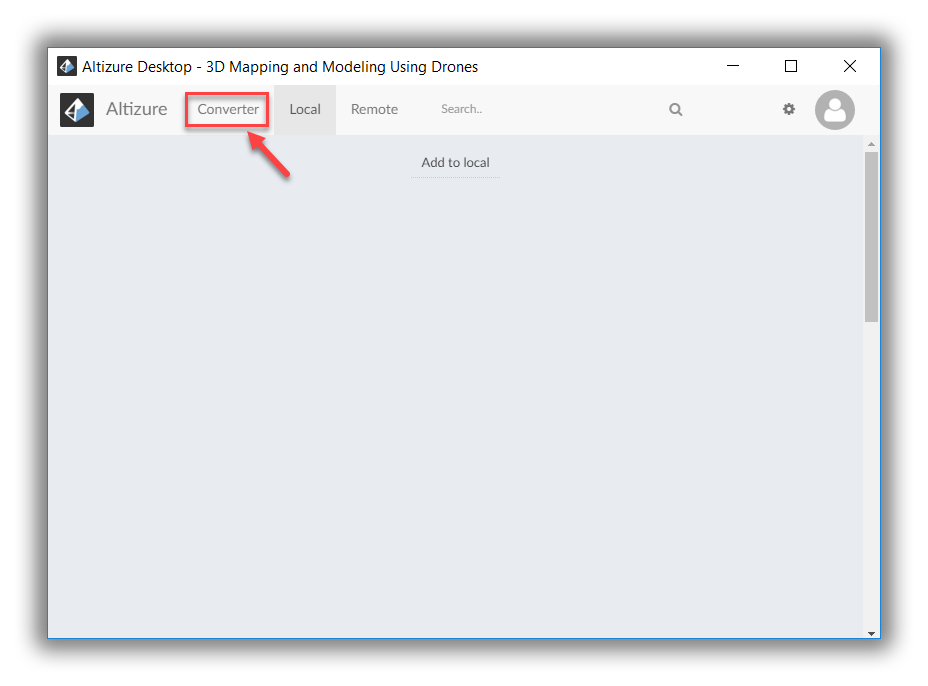 Altizure Desktop - 3D Mapping and Modeling Using Drones
Altizure Converter Local Remote Search..
Add to local